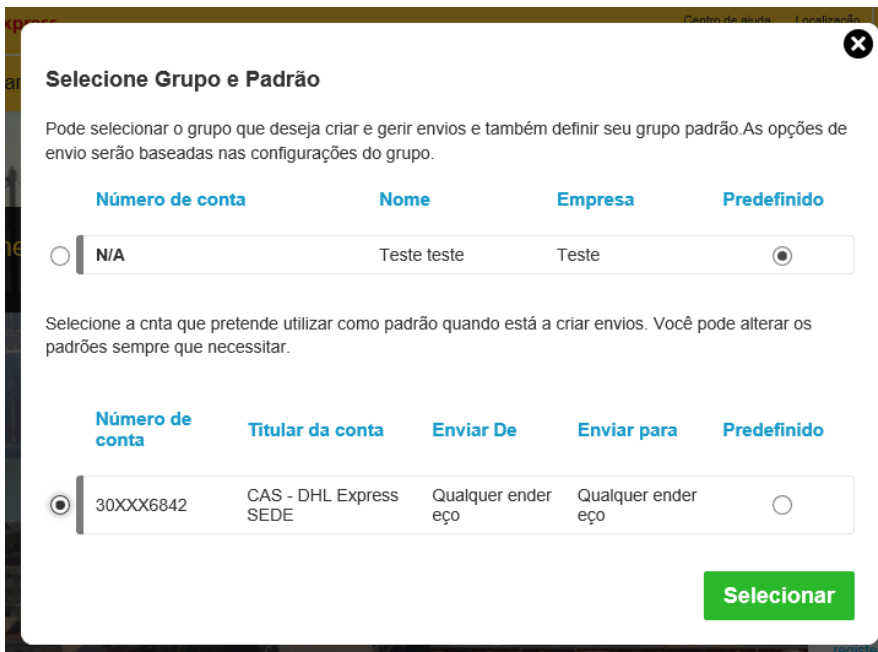 Centro de ajuda Localização
Selecione Grupo e Padrão
Pode selecionar o grupo que deseja criar e gerir envios e também definir seu grupo padrão.As opções de
envio serão baseadas nas configurações do grupo.
Número de conta Nome Empresa Predefinido
N/A Teste teste Teste
Selecione a cnta que pretende utilizar como padrão quando está a criar envios. Você pode alterar os
padrões sempre que necessitar.
Número de
conta Titular da conta Enviar De Enviar para Predefinido
30XXX6842 CAS - DHL Express
SEDE Qualquer ender
eço Qualquer ender
eço
Selecionar